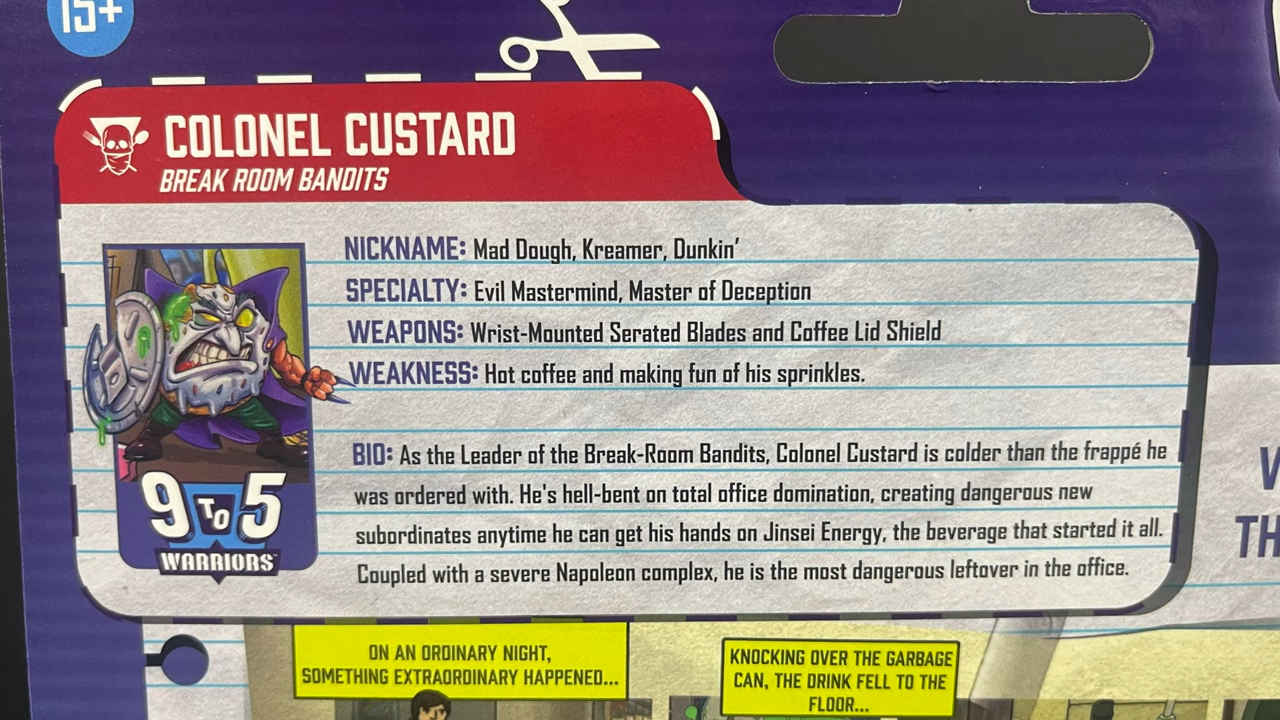 15+
COLONEL CUSTARD
BREAK ROOM BANDITS
NICKNAME: Mad Dough, Kreamer, Dunkin'
SPECIALTY: Evil Mastermind, Master of Deception
WEAPONS: Wrist-Mounted Serated Blades and Coffee Lid Shield
WEAKNESS: Hot coffee and making fun of his sprinkles.
BIO: As the Leader of the Break-Room Bandits, Colonel Custard is colder than the frappé he
was ordered with. He's hell-bent on total office domination, creating dangerous new
subordinates anytime he can get his hands on Jinsei Energy, the beverage that started it all.
Coupled with a severe Napoleon complex, he is the most dangerous leftover in the office.
9 TO 5
WARRIORS™
ON AN ORDINARY NIGHT,
SOMETHING EXTRAORDINARY HAPPENED...
KNOCKING OVER THE GARBAGE
CAN, THE DRINK FELL TO THE
FLOOR...